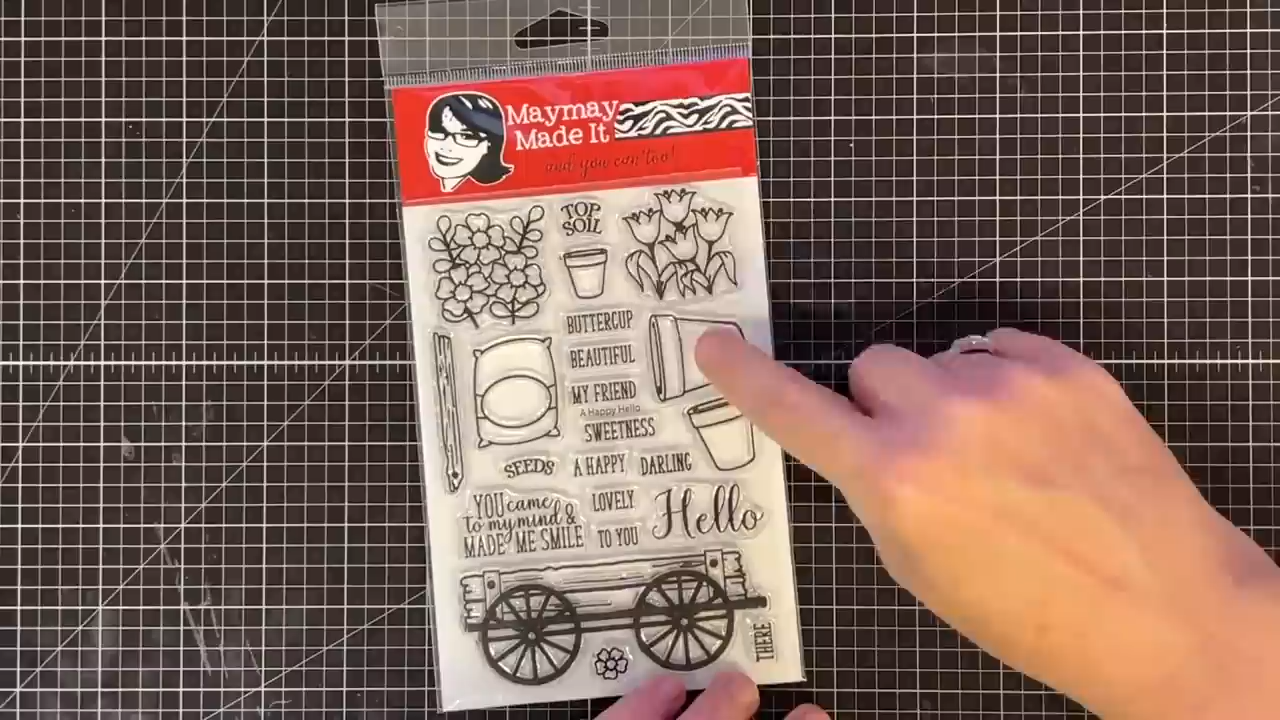 Maymay
Made It
and you can too!
TOP
SOIL
BUTTERCUP
BEAUTIFUL
MY FRIEND
A Happy Hello
SWEETNESS
SEEDS
A HAPPY
DARLING
YOU came
to my mind &
MADE ME SMILE
LOVELY
TO YOU
Hello
THERE